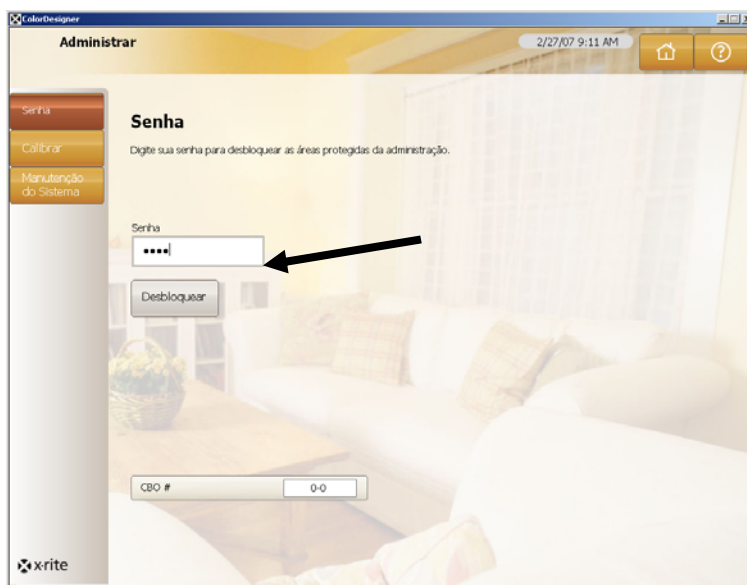 ColorDesigner
Administrar
2/27/07 9:11 AM
Senha
Calibrar
Manutenção
do Sistema
Senha
Digite sua senha para desbloquear as áreas protegidas da administração.
Senha
••••
Desbloquear
CBO #
0-0
x·rite